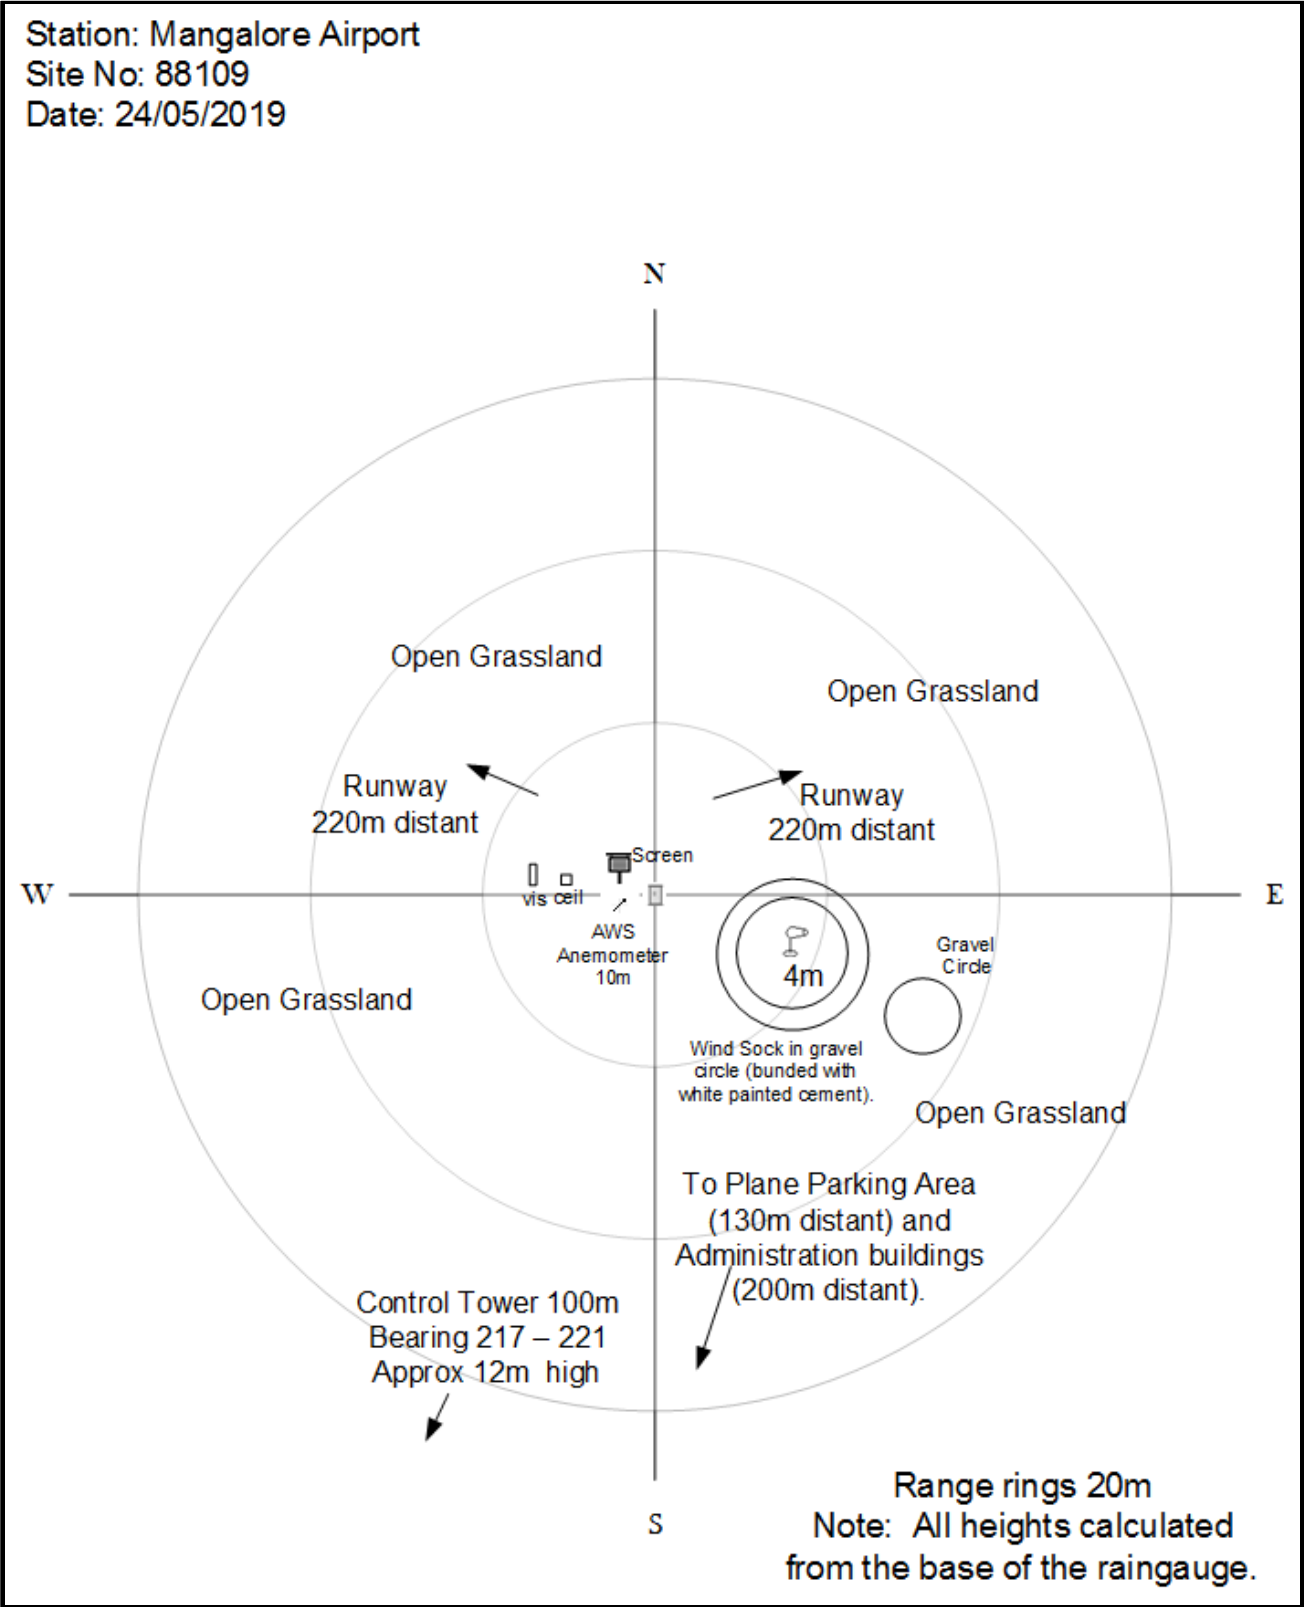 Station: Mangalore Airport
Site No: 88109
Date: 24/05/2019
N
Open Grassland
Open Grassland
Runway
220m distant
Runway
220m distant
Screen
W
vis ceil
E
AWS
Anemometer
10m
4m
Gravel
Circle
Open Grassland
Wind Sock in gravel
circle (bunded with
white painted cement).
Open Grassland
To Plane Parking Area
(130m distant) and
Administration buildings
(200m distant).
Control Tower 100m
Bearing 217 – 221
Approx 12m  high
S
Range rings 20m
Note:  All heights calculated
from the base of the raingauge.